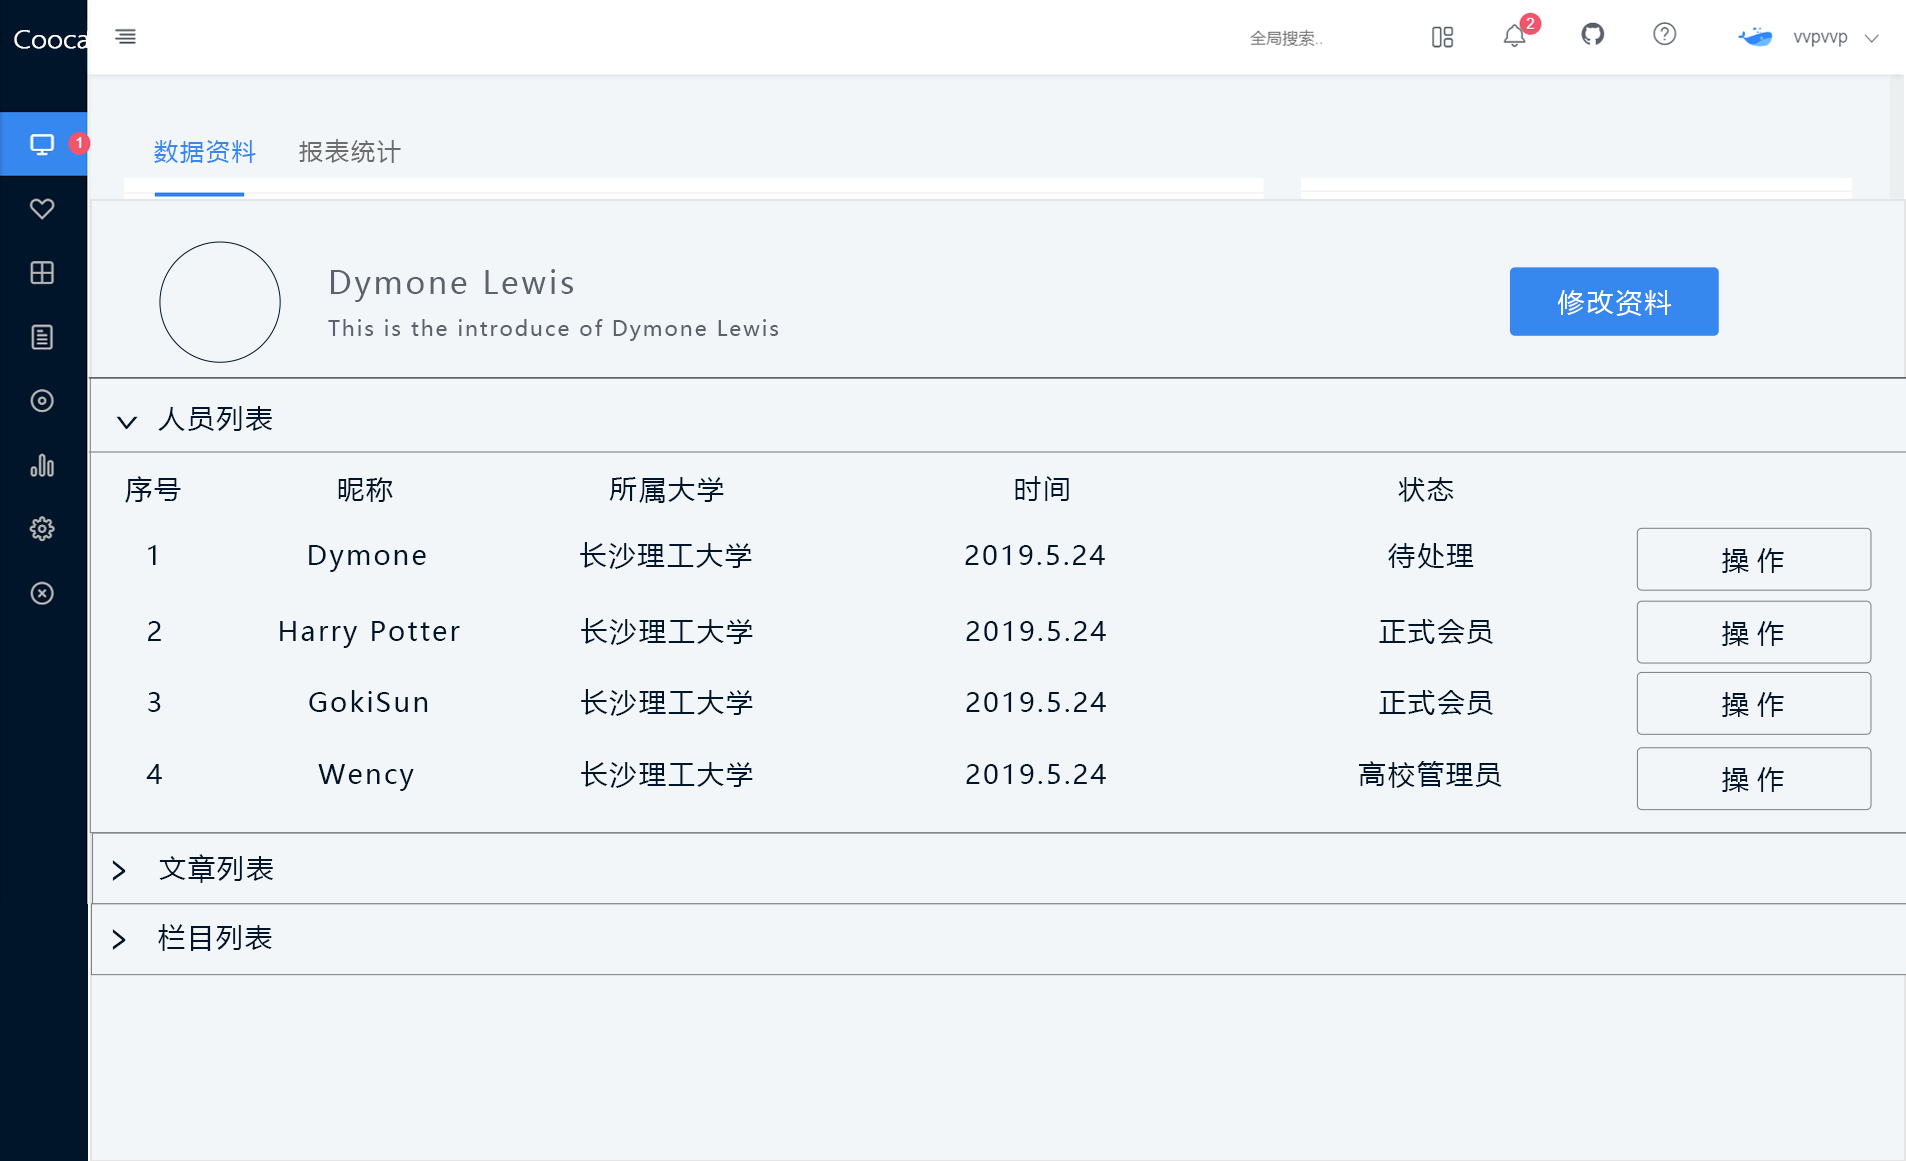 Cooca
全局搜索..
2
vvpvvp
1
数据资料 报表统计
Dymone Lewis
This is the introduce of Dymone Lewis
修改资料
人员列表
序号 昵称 所属大学 时间 状态
1 Dymone 长沙理工大学 2019.5.24 待处理 操 作
2 Harry Potter 长沙理工大学 2019.5.24 正式会员 操 作
3 GokiSun 长沙理工大学 2019.5.24 正式会员 操 作
4 Wency 长沙理工大学 2019.5.24 高校管理员 操 作
文章列表
栏目列表